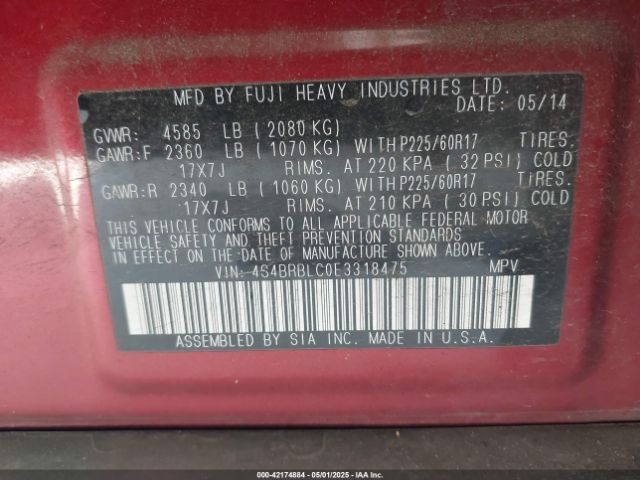 MFD BY FUJI HEAVY INDUSTRIES LTD.
DATE: 05/14
GVWR: 4585 LB (2080 KG)
GAWR:F 2360 LB (1070 KG) WITH P225/60R17 TIRES.
17X7J RIMS. AT 220 KPA ( 32 PSI) COLD
GAWR:R 2340 LB (1060 KG) WITH P225/60R17 TIRES.
17X7J RIMS. AT 210 KPA ( 30 PSI) COLD
THIS VEHICLE CONFORMS TO ALL APPLICABLE FEDERAL MOTOR
VEHICLE SAFETY AND THEFT PREVENTION STANDARDS IN EFFECT
ON THE DATE OF MANUFACTURE SHOWN ABOVE.
VIN: 4S4BRBLC0E3318475 MPV
ASSEMBLED BY SIA INC. MADE IN U.S.A.
000-42174884 - 05/01/2025 - IAAI.com